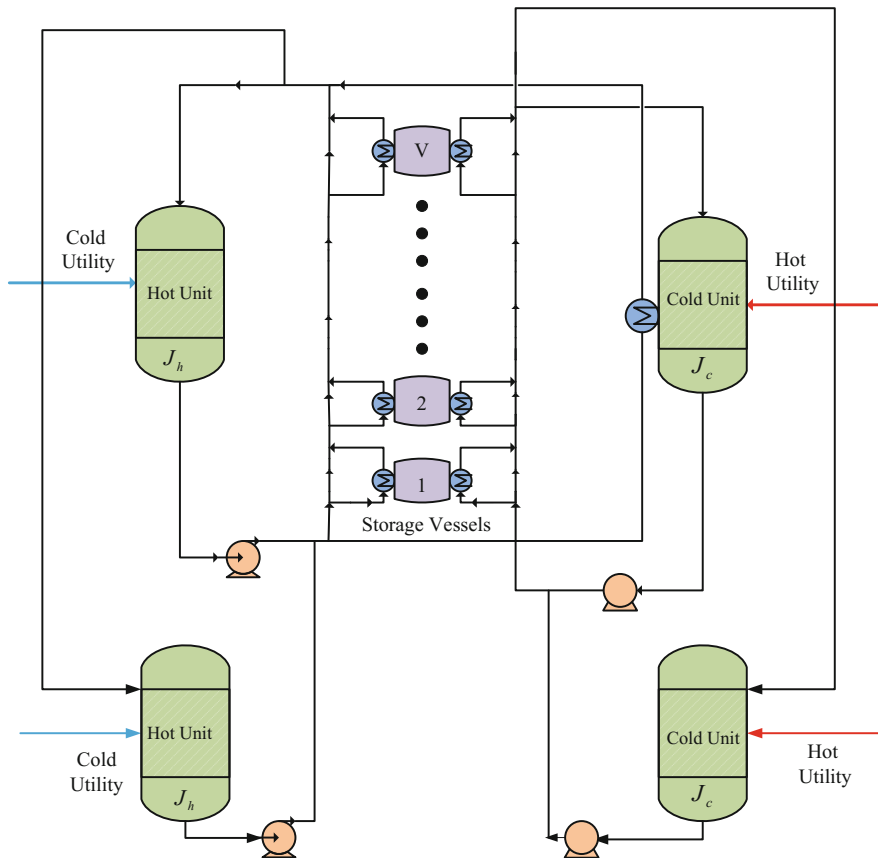 V
Cold
Utility
Hot Unit
J_h
Hot
Utility
Cold Unit
J_c
2
1
Storage Vessels
Hot Unit
J_h
Cold
Utility
Cold Unit
J_c
Hot
Utility